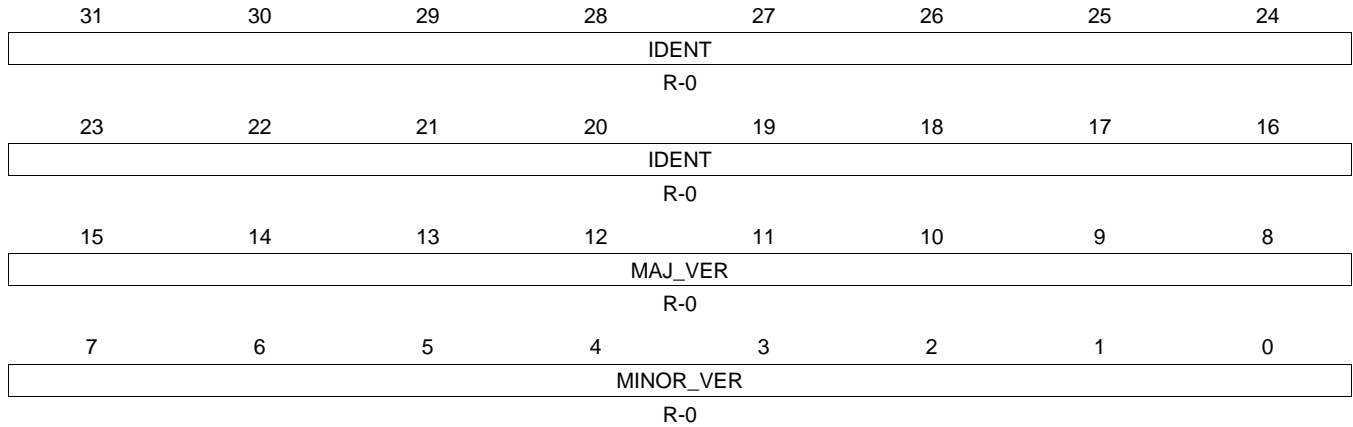 31 30 29 28 27 26 25 24
IDENT
R-0
23 22 21 20 19 18 17 16
IDENT
R-0
15 14 13 12 11 10 9 8
MAJ_VER
R-0
7 6 5 4 3 2 1 0
MINOR_VER
R-0